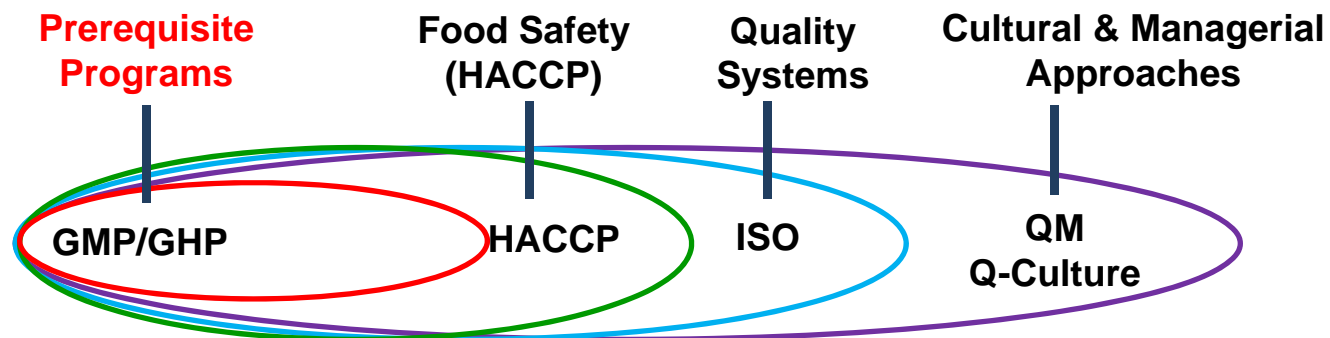 Prerequisite
Programs
Food Safety
(HACCP)
Quality
Systems
Cultural & Managerial
Approaches
GMP/GHP
HACCP
ISO
QM
Q-Culture